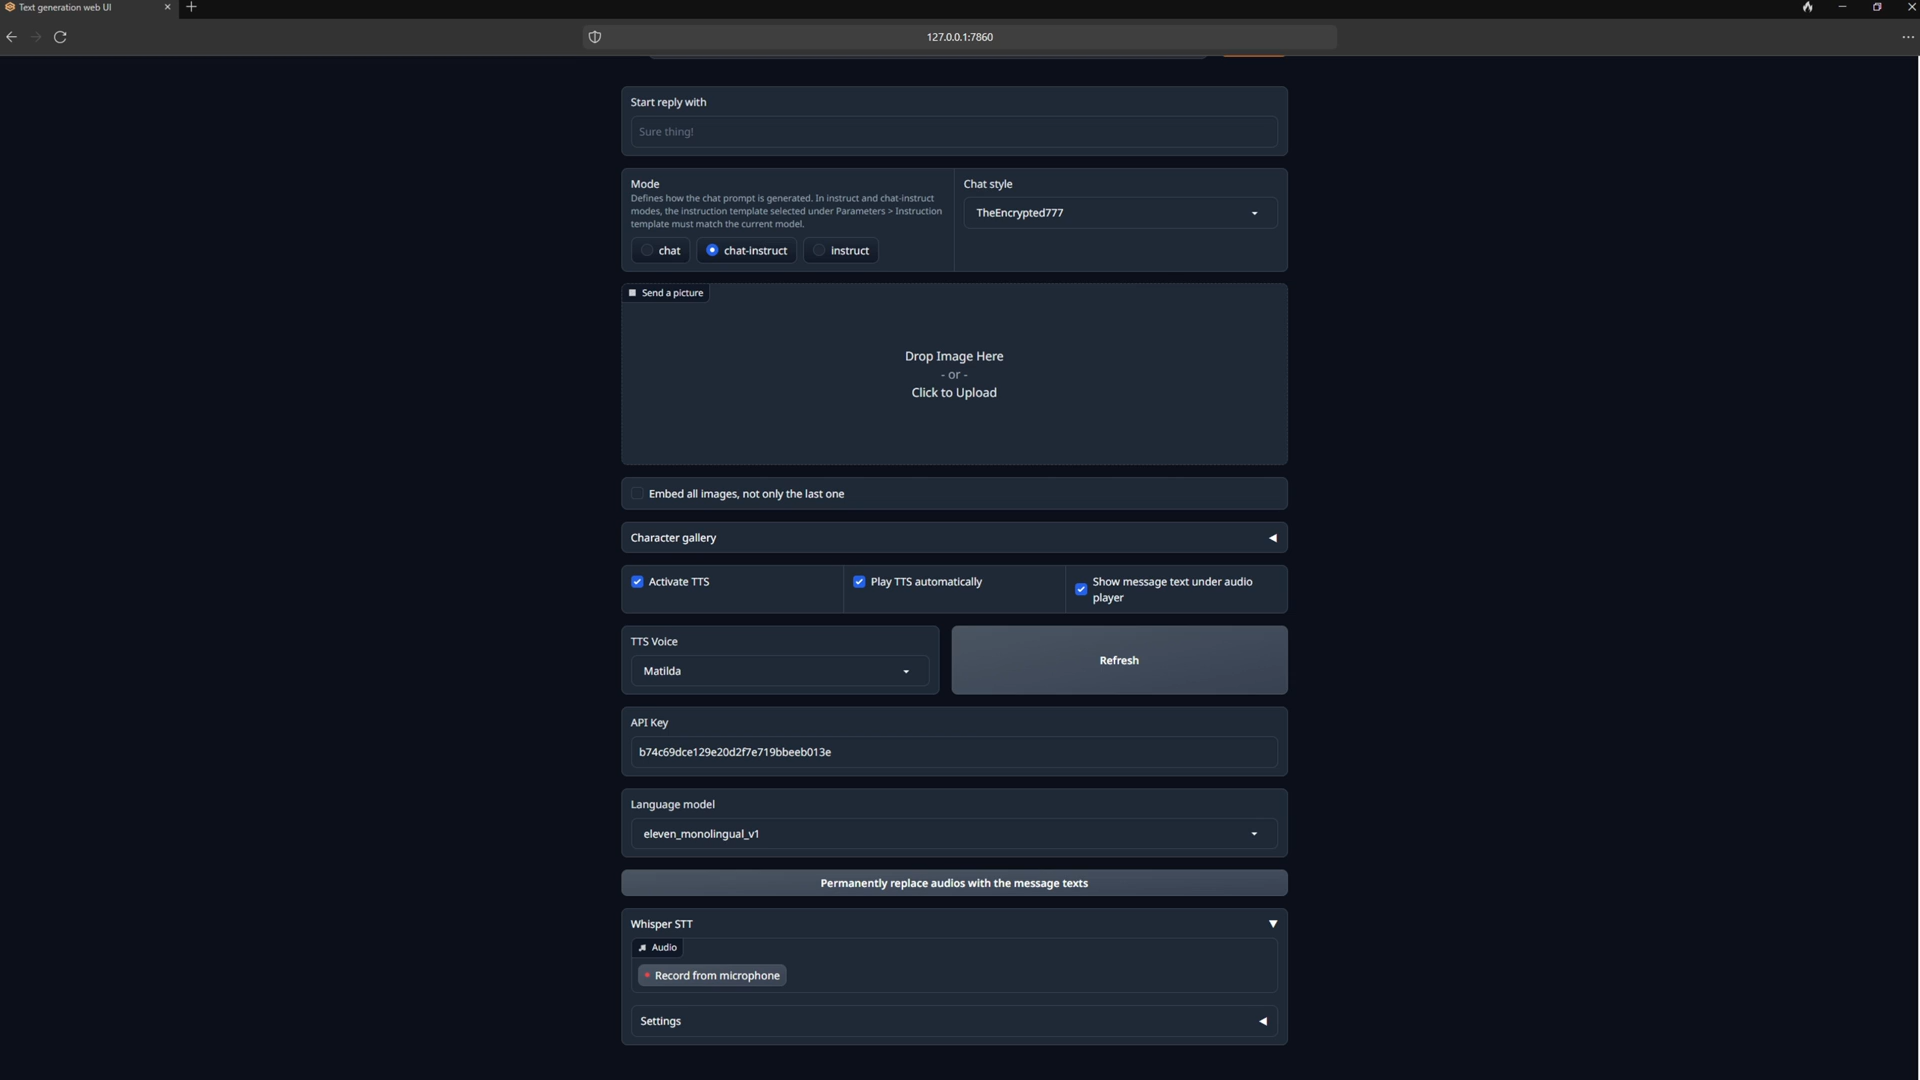 Text generation web UI
127.0.0.1:7860
Start reply with
Sure thing!
Mode
Defines how the chat prompt is generated. In instruct and chat-instruct
modes, the instruction template selected under Parameters > Instruction
template must match the current model.
chat
chat-instruct
instruct
Chat style
TheEncrypted777
Send a picture
Drop Image Here
- or -
Click to Upload
Embed all images, not only the last one
Character gallery
Activate TTS
Play TTS automatically
Show message text under audio
player
TTS Voice
Matilda
Refresh
API Key
b74c69dce129e20d2f7e719bbeeb013e
Language model
eleven_monolingual_v1
Permanently replace audios with the message texts
Whisper STT
Audio
Record from microphone
Settings